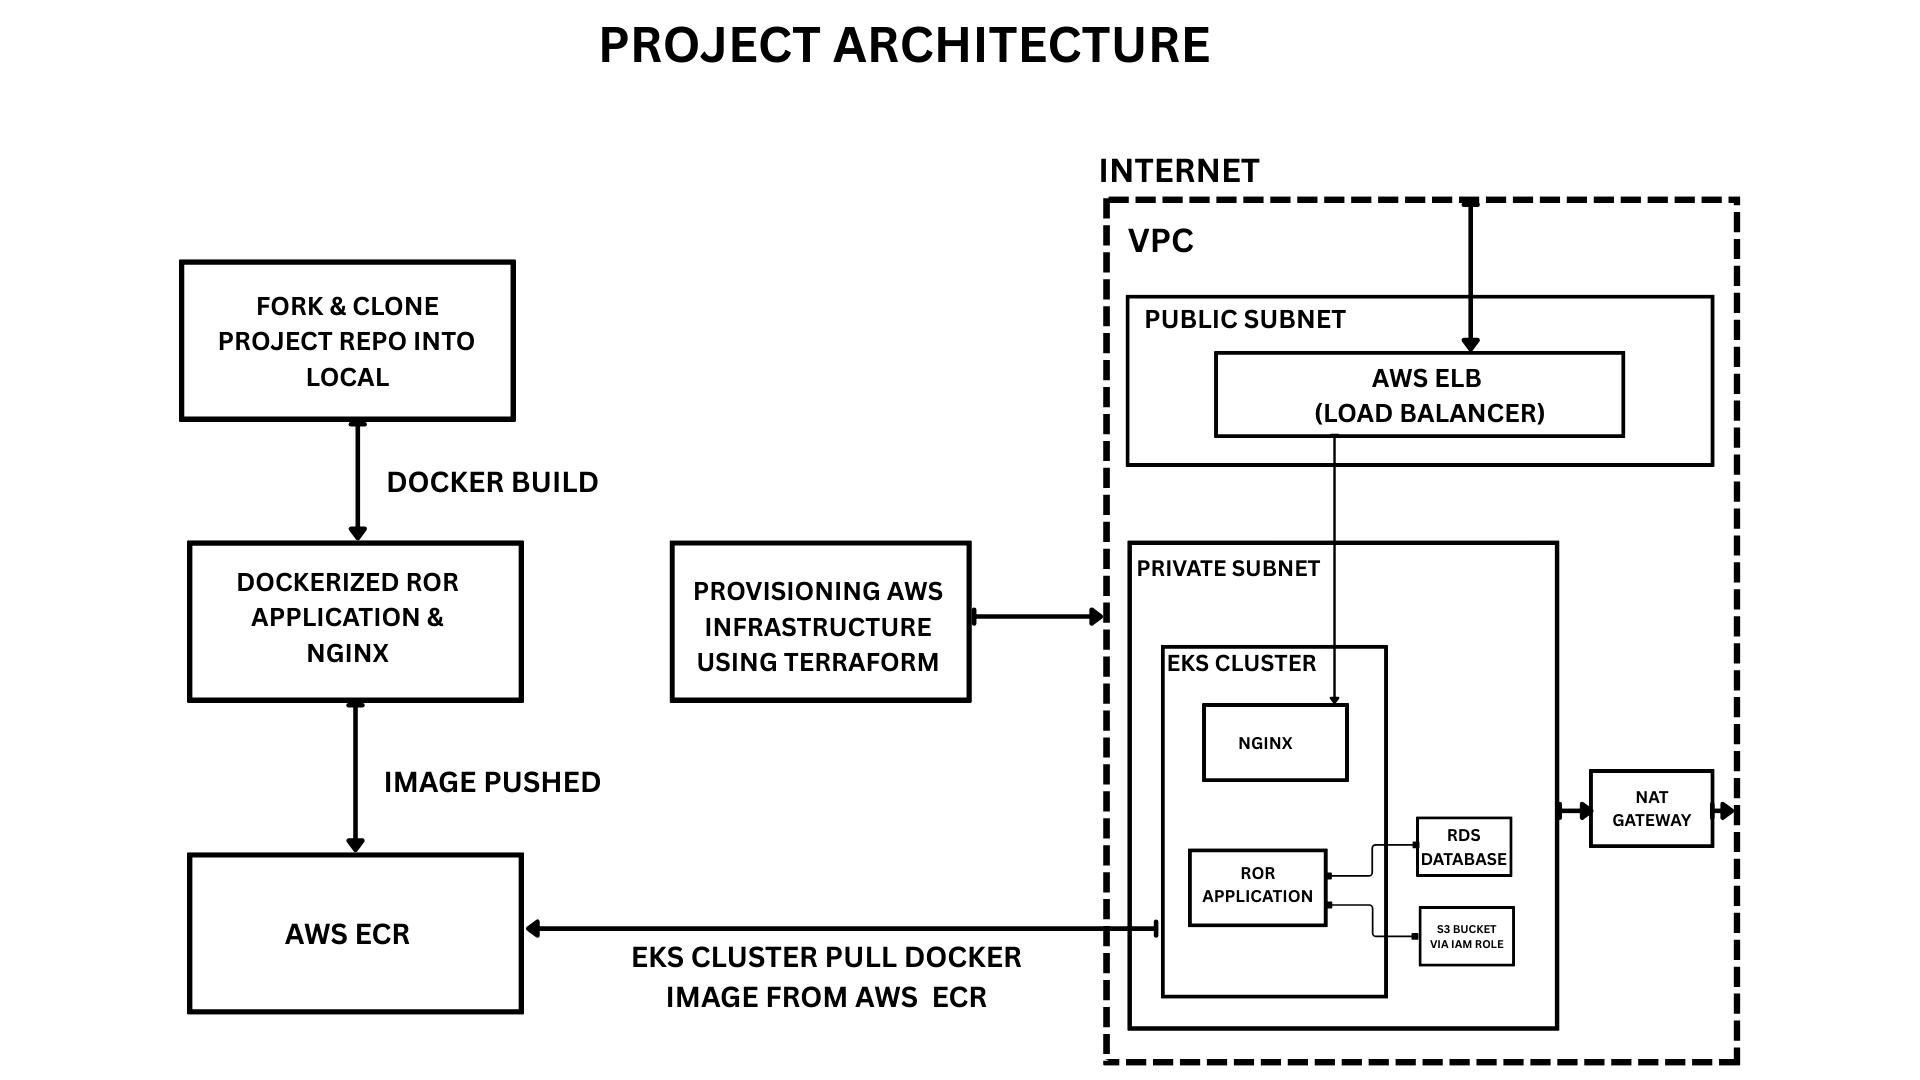 PROJECT ARCHITECTURE
INTERNET
VPC
PUBLIC SUBNET
AWS ELB
(LOAD BALANCER)
FORK & CLONE
PROJECT REPO INTO
LOCAL
DOCKER BUILD
DOCKERIZED ROR
APPLICATION &
NGINX
PROVISIONING AWS
INFRASTRUCTURE
USING TERRAFORM
PRIVATE SUBNET
EKS CLUSTER
NGINX
IMAGE PUSHED
NAT
GATEWAY
RDS
DATABASE
ROR
APPLICATION
S3 BUCKET
VIA IAM ROLE
AWS ECR
EKS CLUSTER PULL DOCKER
IMAGE FROM AWS  ECR